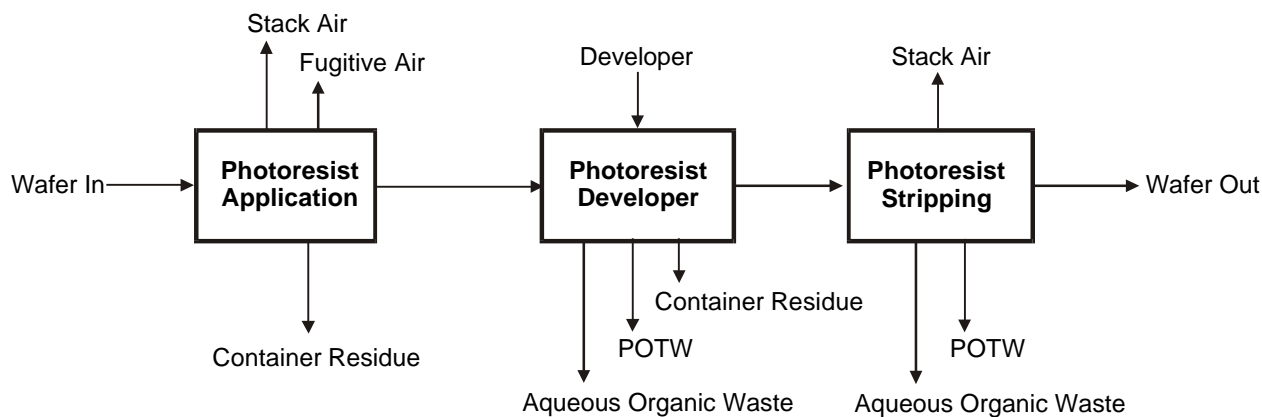 Stack Air
Fugitive Air
Developer
Stack Air
Wafer In
Photoresist
Application
Photoresist
Developer
Photoresist
Stripping
Wafer Out
Container Residue
Container Residue
POTW
Aqueous Organic Waste
POTW
Aqueous Organic Waste